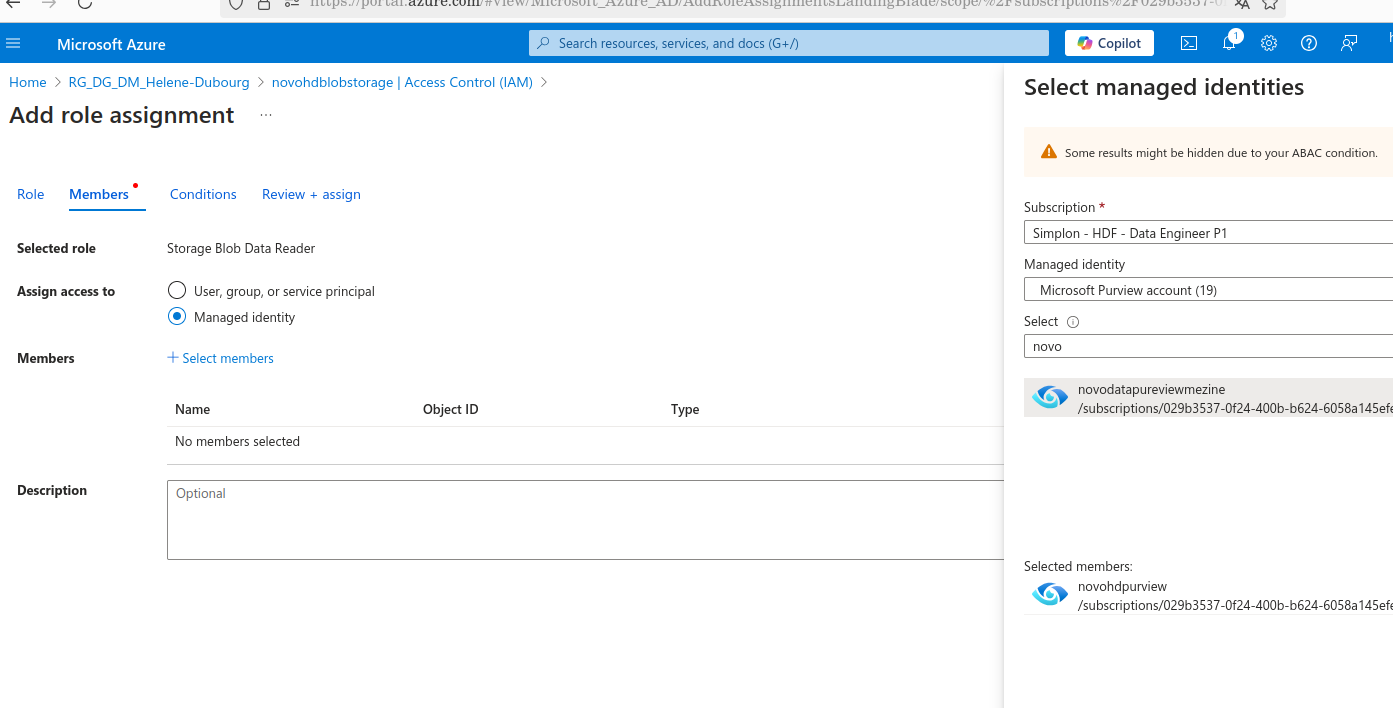 https://portal.azure.com/#view/Microsoft_Azure_AD/AddRoleAssignmentsLandingBlade/scope/%2Fsubscriptions%2F029b3537-0
Microsoft Azure
Search resources, services, and docs (G+/)
Copilot
1
Home > RG_DG_DM_Helene-Dubourg > novohdblobstorage | Access Control (IAM) >
Add role assignment ...
Role
Members
Conditions
Review + assign
Selected role
Storage Blob Data Reader
Assign access to
User, group, or service principal
Managed identity
Members
+ Select members
Name
Object ID
Type
No members selected
Description
Optional
Select managed identities
Some results might be hidden due to your ABAC condition.
Subscription *
Simplon - HDF - Data Engineer P1
Managed identity
Microsoft Purview account (19)
Select
novo
novodatapureviewmezine
/subscriptions/029b3537-0f24-400b-b624-6058a145efe
Selected members:
novohdpurview
/subscriptions/029b3537-0f24-400b-b624-6058a145efe